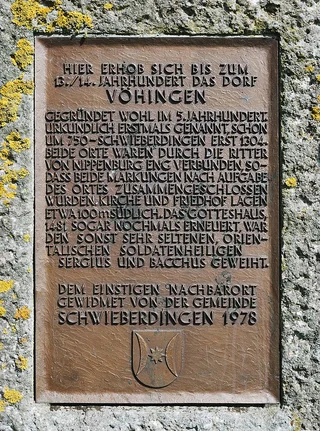 HIER ERHOB SICH BIS ZUM
13./14. JAHRHUNDERT DAS DORF
VÖHINGEN
GEGRÜNDET WOHL IM 5. JAHRHUNDERT.
URKUNDLICH ERSTMALS GENANNT, SCHON
UM 750-SCHWIEBERDINGEN ERST 1304.
BEIDE ORTE WAREN DURCH DIE RITTER
VON NIPPENBURG ENG VERBUNDEN, SO-
DASS BEIDE MARKUNGEN NACH AUFGABE
DES ORTES ZUSAMMENGESCHLOSSEN
WURDEN. KIRCHE UND FRIEDHOF LAGEN
ETWA 100m SÜDLICH. DAS GOTTESHAUS,
1481 SOGAR NOCHMALS ERNEUERT, WAR
DEN SONST SEHR SELTENEN, ORIEN-
TALISCHEN SOLDATENHEILIGEN
SERGIUS UND BACCHUS GEWEIHT.
DEM EINSTIGEN NACHBARORT
GEWIDMET VON DER GEMEINDE
SCHWIEBERDINGEN 1978